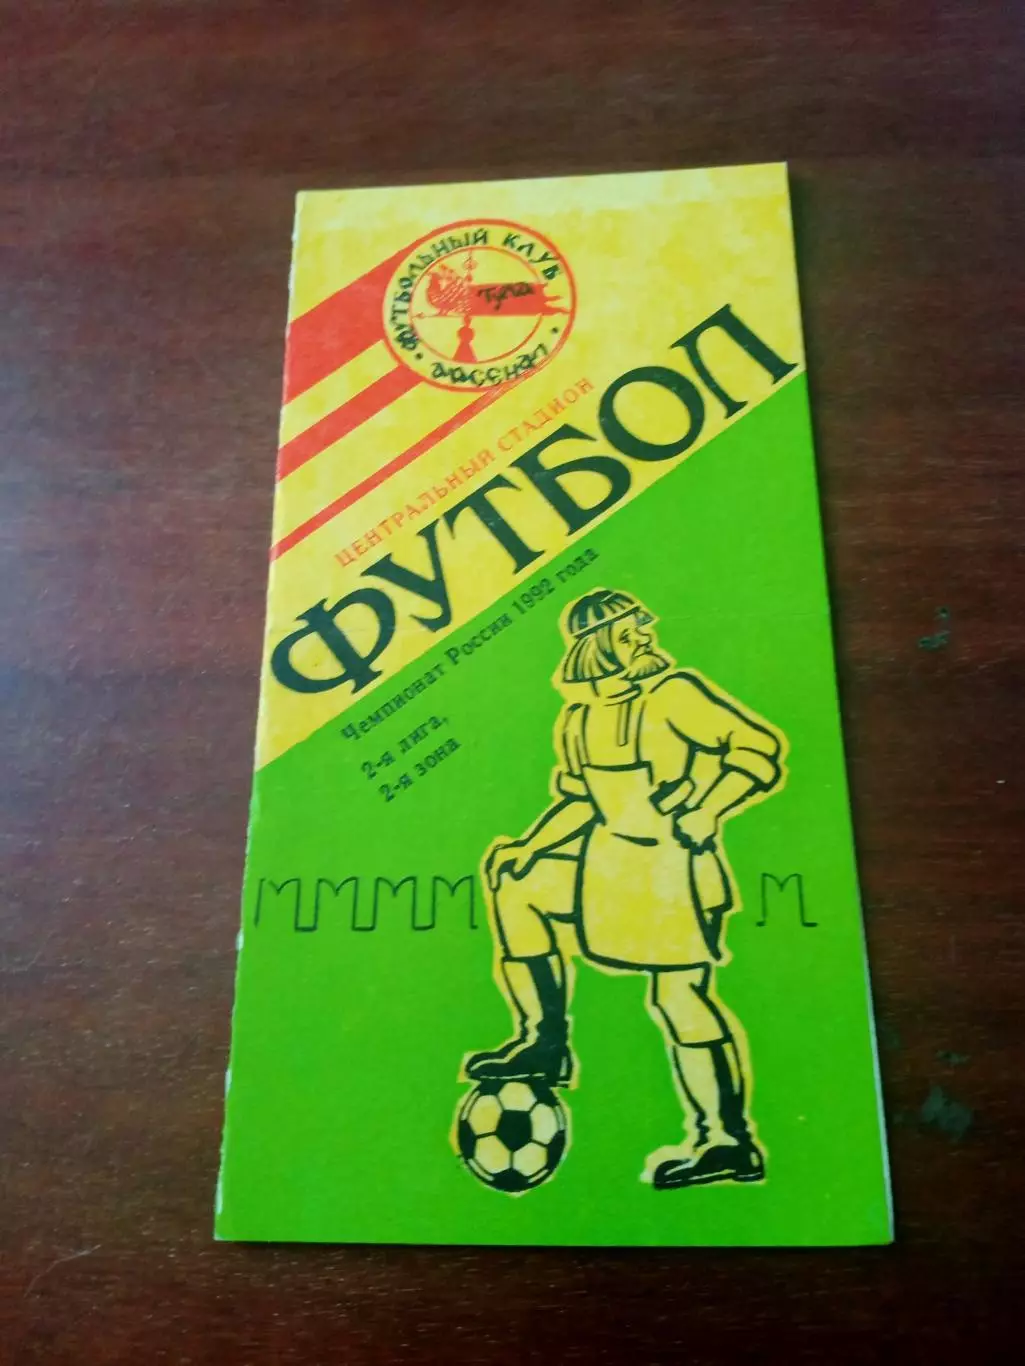 ФУТБОЛЬНЫЙ КЛУБ
Тула
• АРСЕНАЛ •
ЦЕНТРАЛЬНЫЙ СТАДИОН
ФУТБОЛ
Чемпионат России 1992 года
2-я лига,
2-я зона